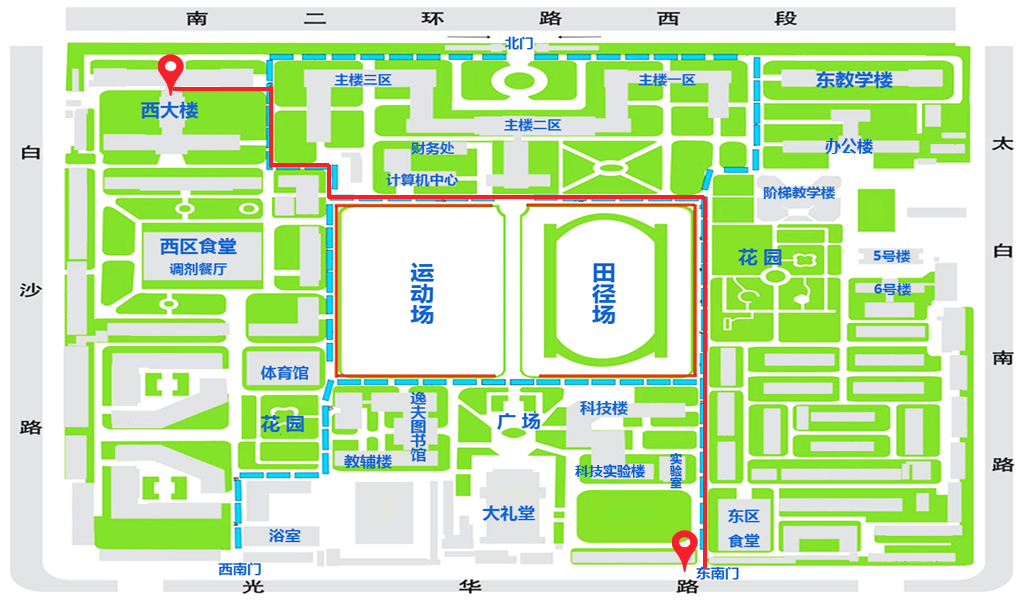 南二环路西段
北门
主楼三区
主楼一区
东教学楼
西大楼
主楼二区
财务处
办公楼
计算机中心
阶梯教学楼
白沙路
太白南路
西区食堂
调剂餐厅
运动场
田径场
花园
5号楼
6号楼
体育馆
花园
逸夫图书馆
广场
科技楼
教辅楼
科技实验楼
实验室
浴室
大礼堂
东区
食堂
西南门
东南门
光华路